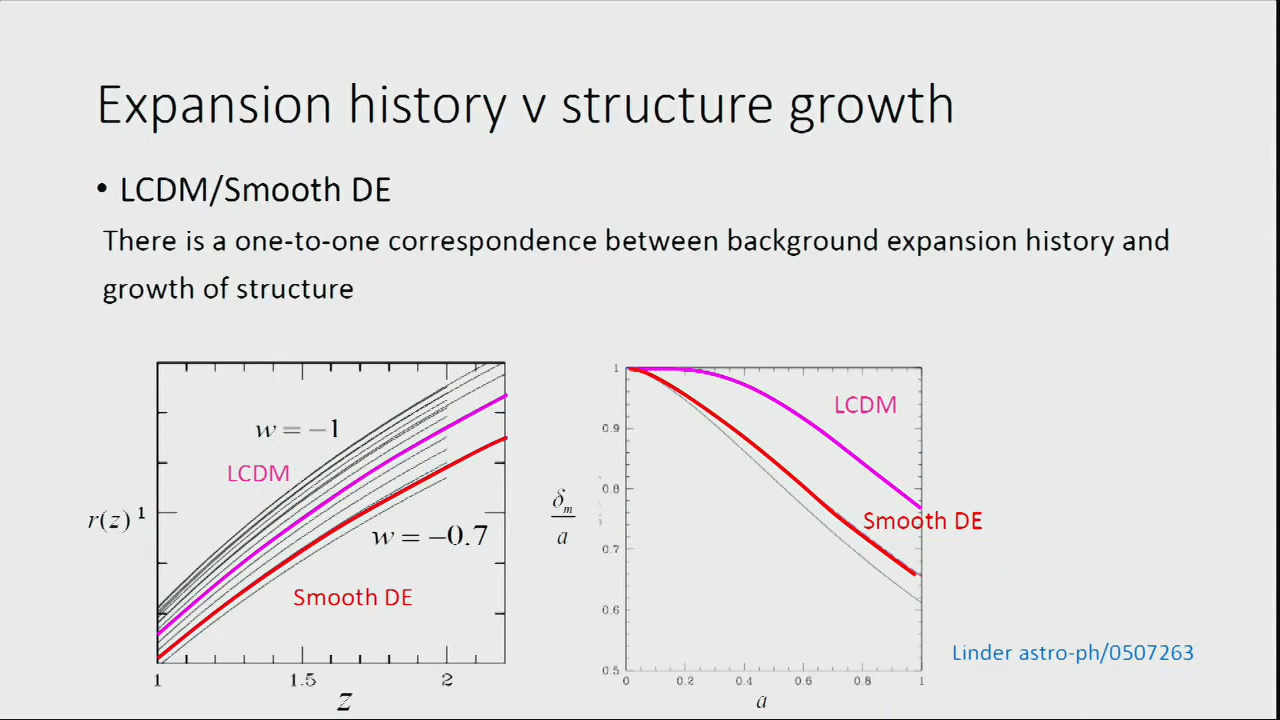 Expansion history v structure growth
• LCDM/Smooth DE
There is a one-to-one correspondence between background expansion history and
growth of structure
w = −1
LCDM
r(z)
1
w = −0.7
Smooth DE
1
1.5
2
z
1
0.9
0.8
0.7
0.6
0.5
δm
a
LCDM
Smooth DE
0
0.2
0.4
0.6
0.8
1
a
Linder astro-ph/0507263